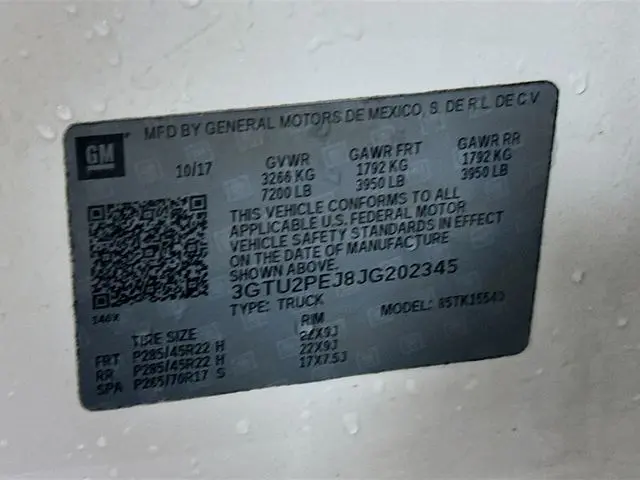 GM
MFD BY GENERAL MOTORS DE MEXICO, S. DE R.L. DE C.V.
10/17 GVWR GAWR FRT GAWR RR
3266 KG 1792 KG 1792 KG
7200 LB 3950 LB 3950 LB
THIS VEHICLE CONFORMS TO ALL
APPLICABLE U.S. FEDERAL MOTOR
VEHICLE SAFETY STANDARDS IN EFFECT
ON THE DATE OF MANUFACTURE
3GTU2PEJ8JG202345
TYPE: TRUCK MODEL:
TIRE SIZE RIM
FRT P285/45R22 H 22X9J
RR P285/45R22 H 22X9J
SPA P265/70R17 S 17X7.5J